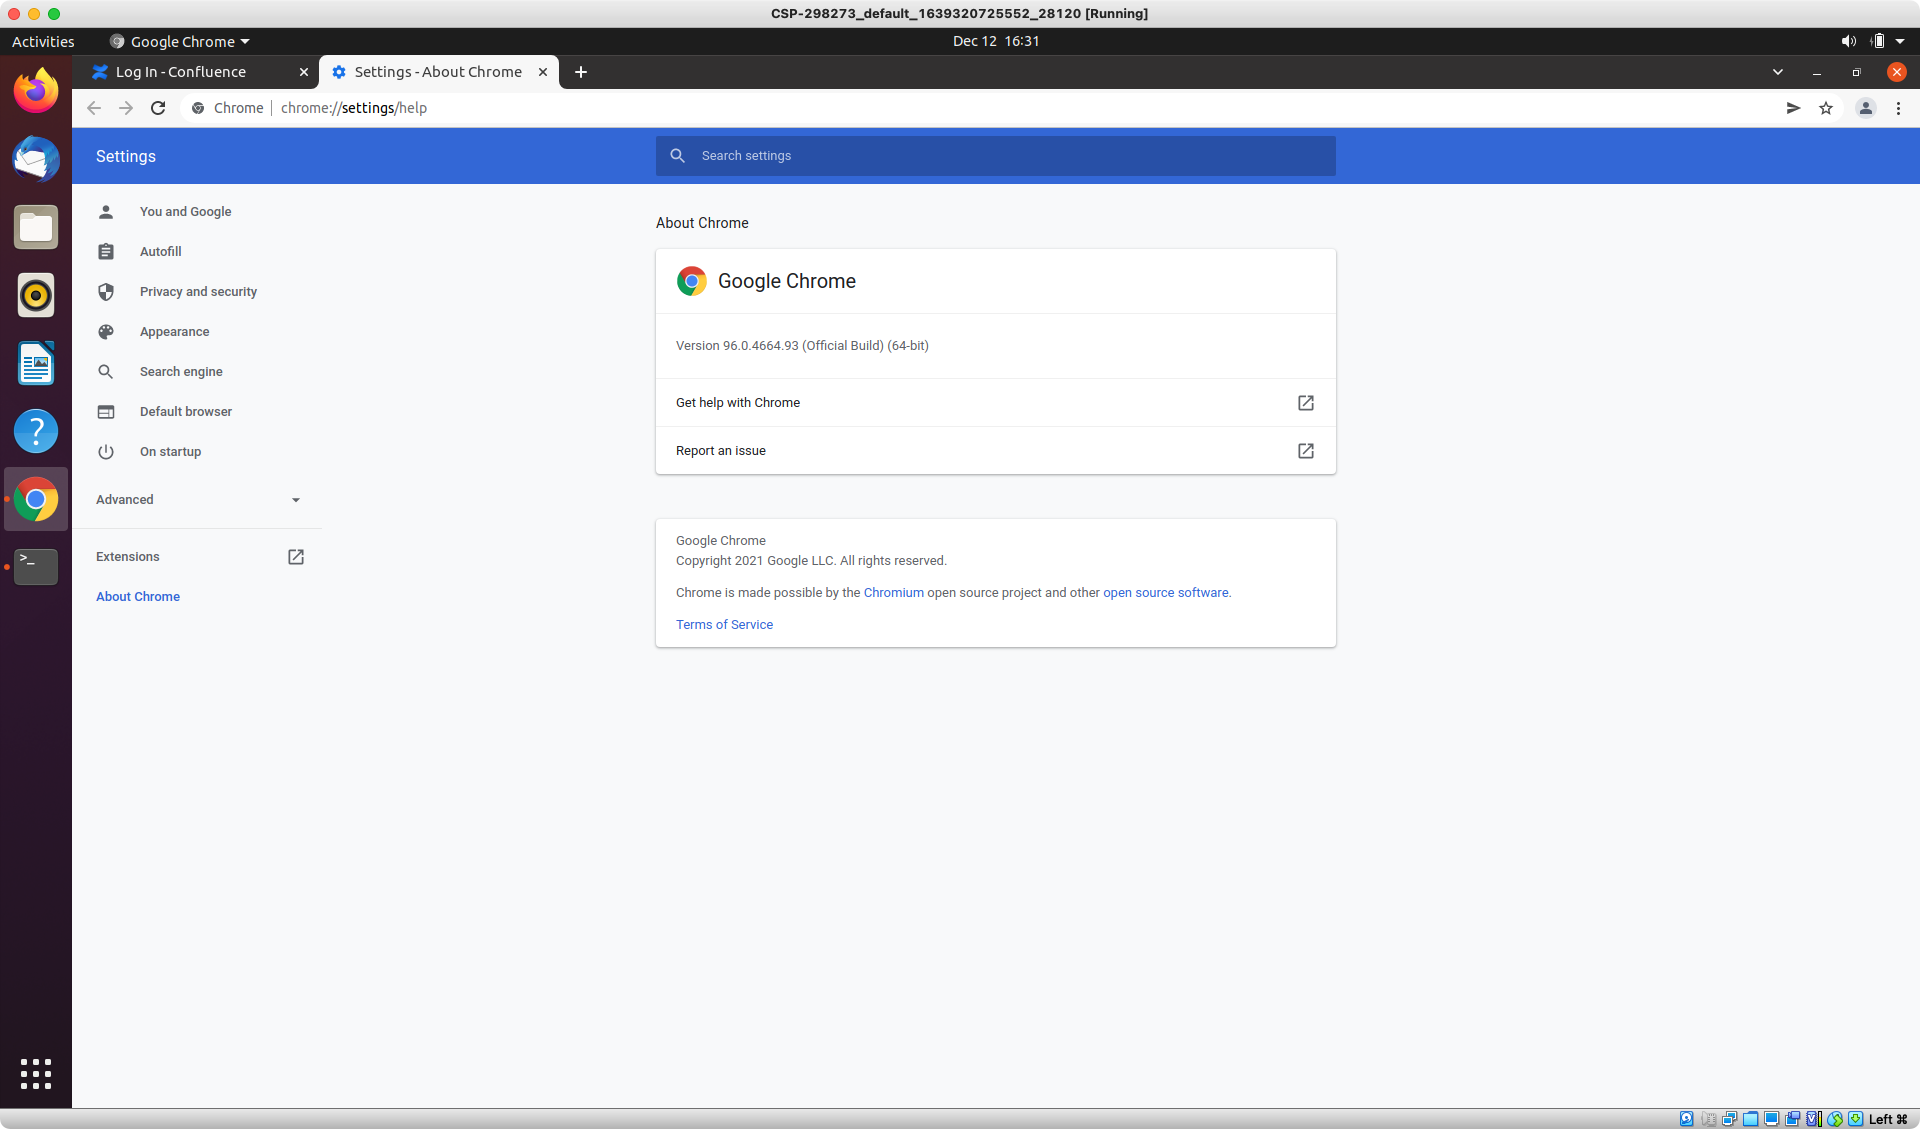 CSP-298273_default_1639320725552_28120 [Running]
Activities Google Chrome Dec 12 16:31
Log In - Confluence Settings - About Chrome
Chrome chrome://settings/help
Settings Search settings
You and Google
Autofill
Privacy and security
Appearance
Search engine
Default browser
On startup
Advanced
Extensions
About Chrome
About Chrome
Google Chrome
Version 96.0.4664.93 (Official Build) (64-bit)
Get help with Chrome
Report an issue
Google Chrome
Copyright 2021 Google LLC. All rights reserved.
Chrome is made possible by the Chromium open source project and other open source software.
Terms of Service
Left ⌘